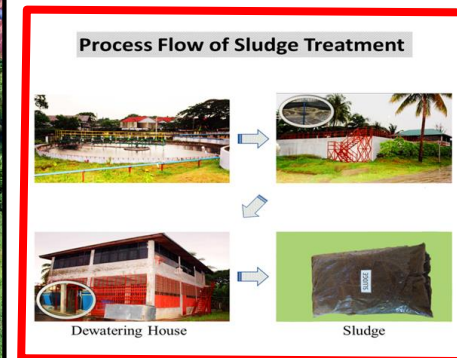 Process Flow of Sludge Treatment
SLUDGE
Dewatering House
Sludge